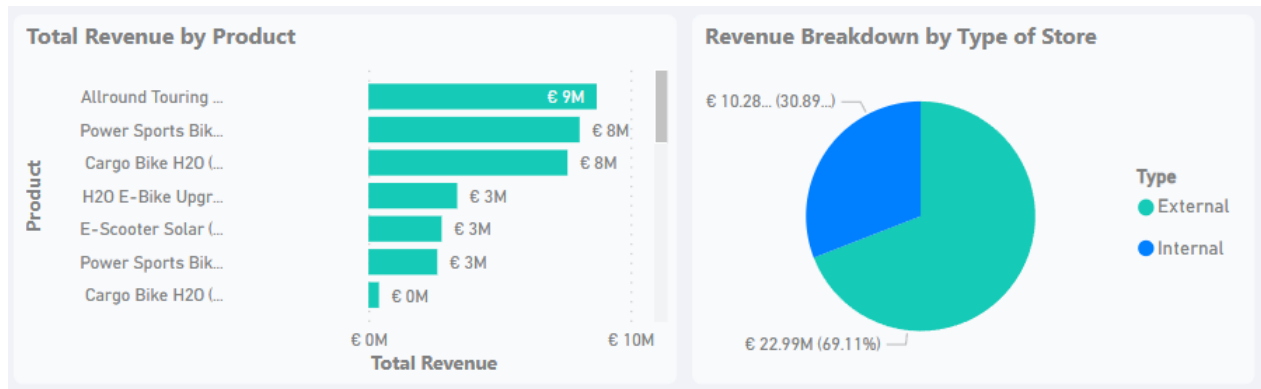 Total Revenue by Product
Product
Allround Touring ...
€ 9M
Power Sports Bik...
€ 8M
Cargo Bike H2O (...
€ 8M
H2O E-Bike Upgr...
€ 3M
E-Scooter Solar (...
€ 3M
Power Sports Bik...
€ 3M
Cargo Bike H2O (...
€ 0M
€ 0M
€ 10M
Total Revenue
Revenue Breakdown by Type of Store
€ 10.28... (30.89...)
€ 22.99M (69.11%)
Type
External
Internal